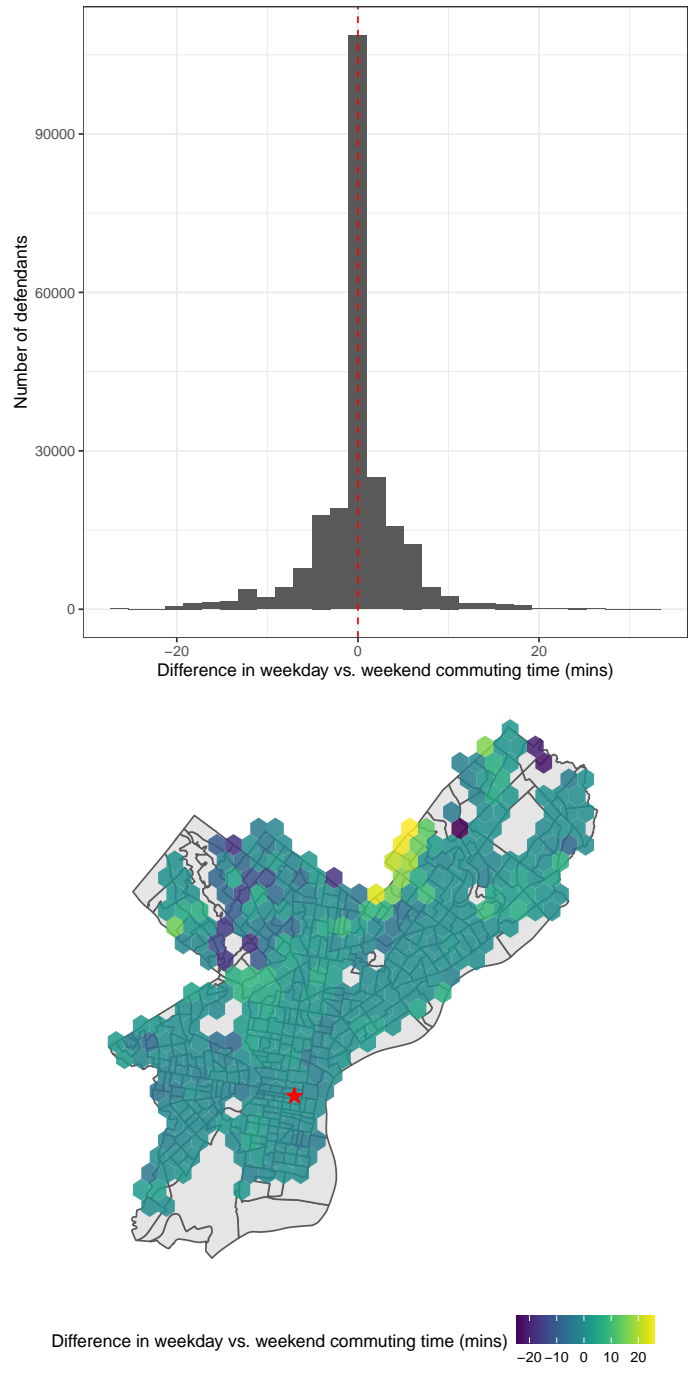 90000
60000
30000
0
Number of defendants
−20
0
20
Difference in weekday vs. weekend commuting time (mins)
Difference in weekday vs. weekend commuting time (mins)
−20 −10 0 10 20